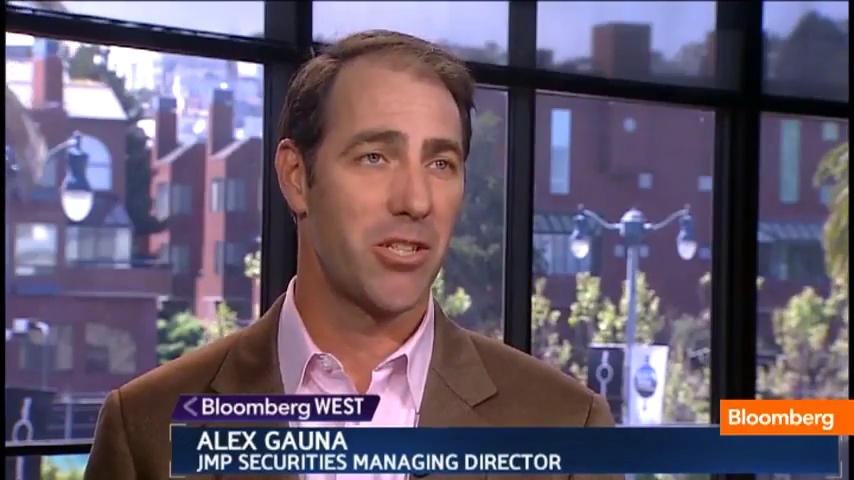 <Bloomberg WEST
ALEX GAUNA
JMP SECURITIES MANAGING DIRECTOR
Bloomberg